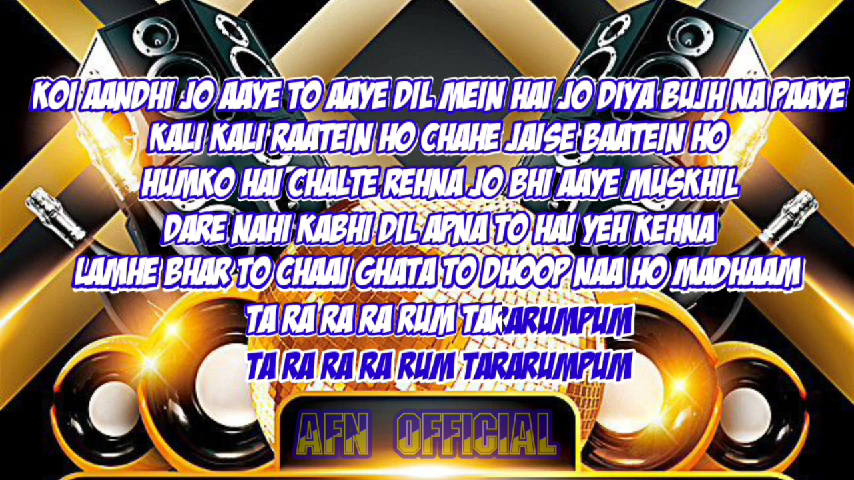 KOI AANDHI JO AAYE TO AAYE DIL MEIN HAI JO DIYA BUJH NA PAAYE
KALI KALI RAATEIN HO CHAHE JAISE BAATEIN HO
HUMKO HAI CHALTE REHNA JO BHI AAYE MUSKHIL
DARE NAHI KABHI DIL APNA TO HAI YEH KEHNA
LAMHE BHAR TO CHAAI GHATA TO DHOOP NAA HO MADHAAM
TA RA RA RA RUM TARARUMPUM
TA RA RA RA RUM TARARUMPUM
AFN OFFICIAL